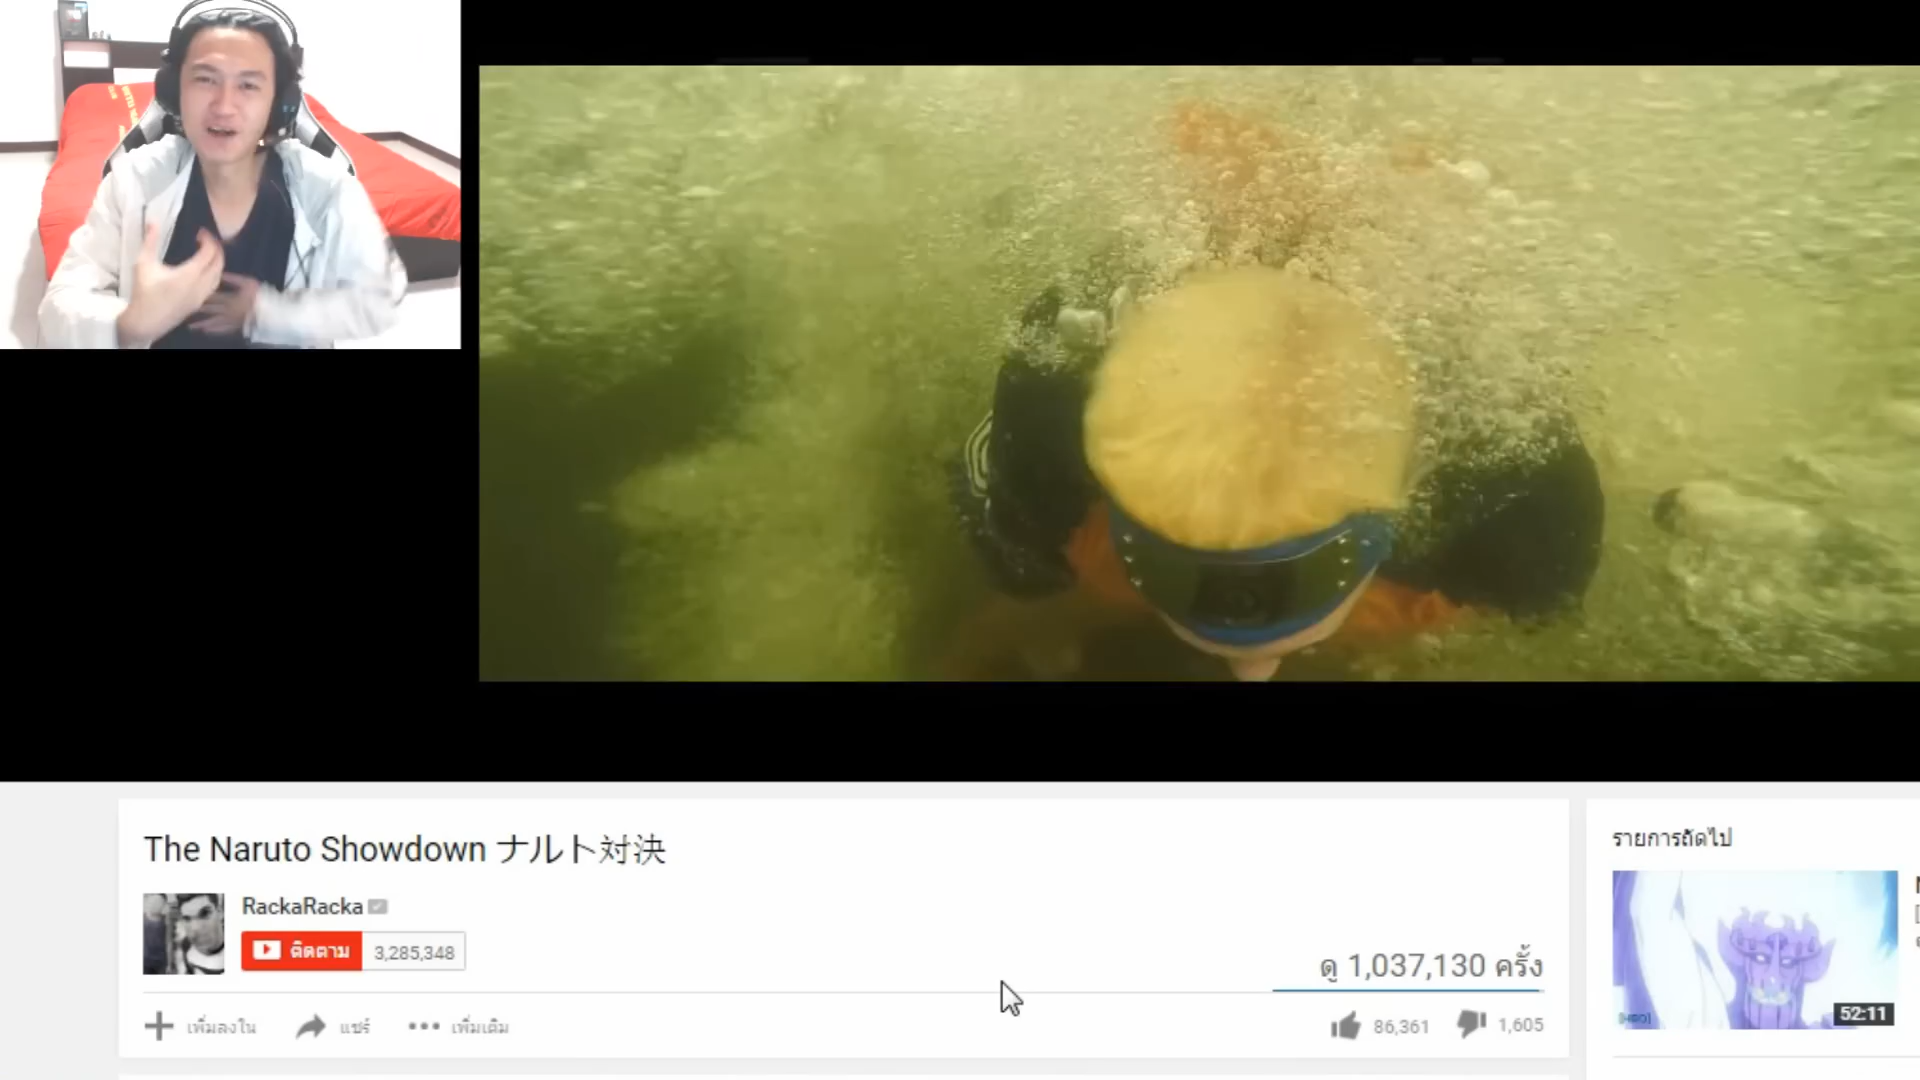 The Naruto Showdown ナルト対決
RackaRacka
ติดตาม 3,285,348
ดู 1,037,130 ครั้ง
เพิ่มลงใน แชร์ เพิ่มเติม 86,361 1,605
รายการถัดไป
52:11